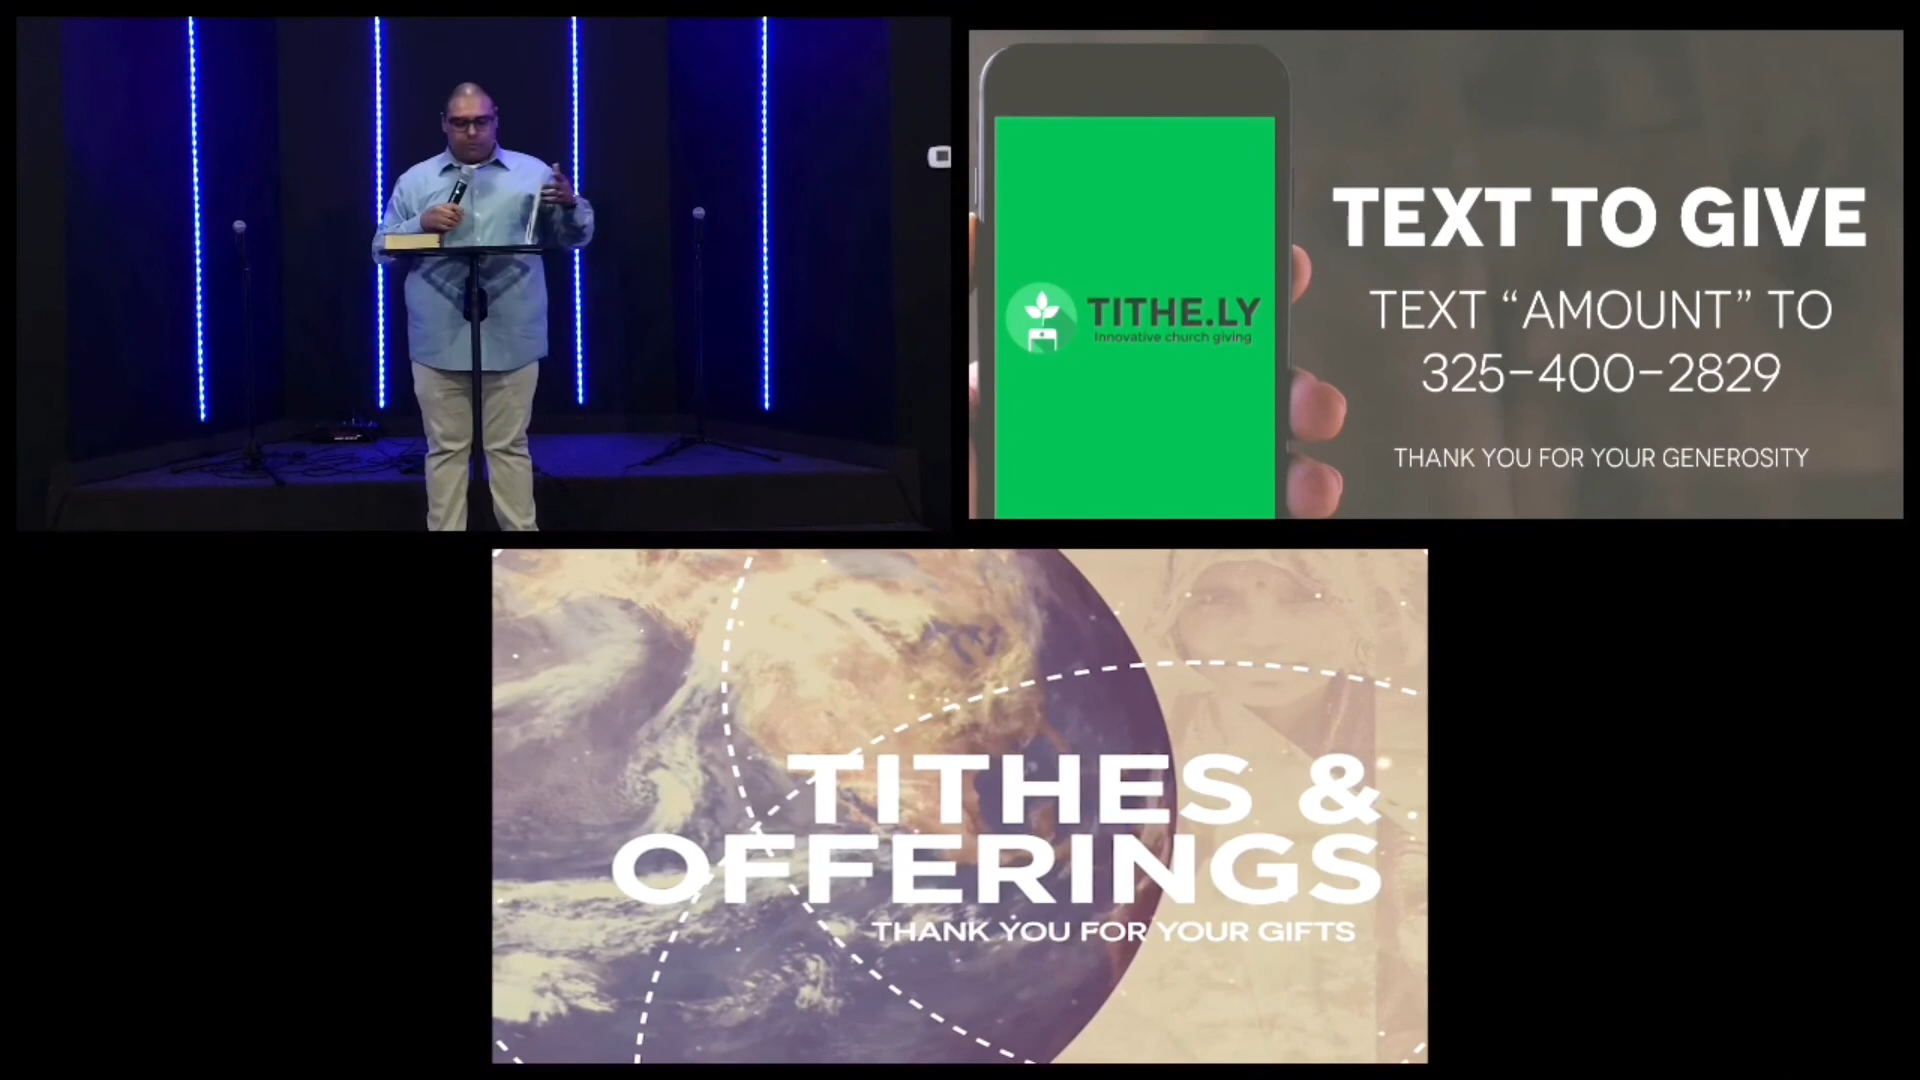 TITHE.LY
Innovative church giving
TEXT TO GIVE
TEXT “AMOUNT” TO
325-400-2829
THANK YOU FOR YOUR GENEROSITY
TITHES &
OFFERINGS
THANK YOU FOR YOUR GIFTS